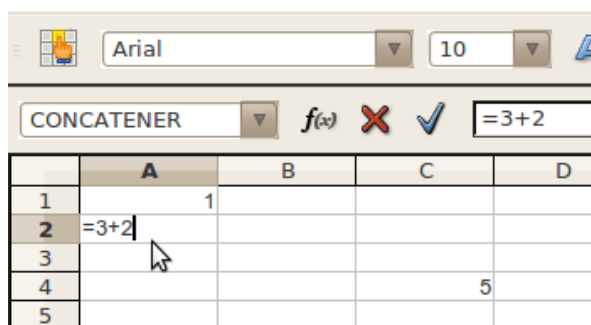 Arial 10
CONCATENER f(x) =3+2
A B C D
1 1
2 =3+2
3
4 5
5